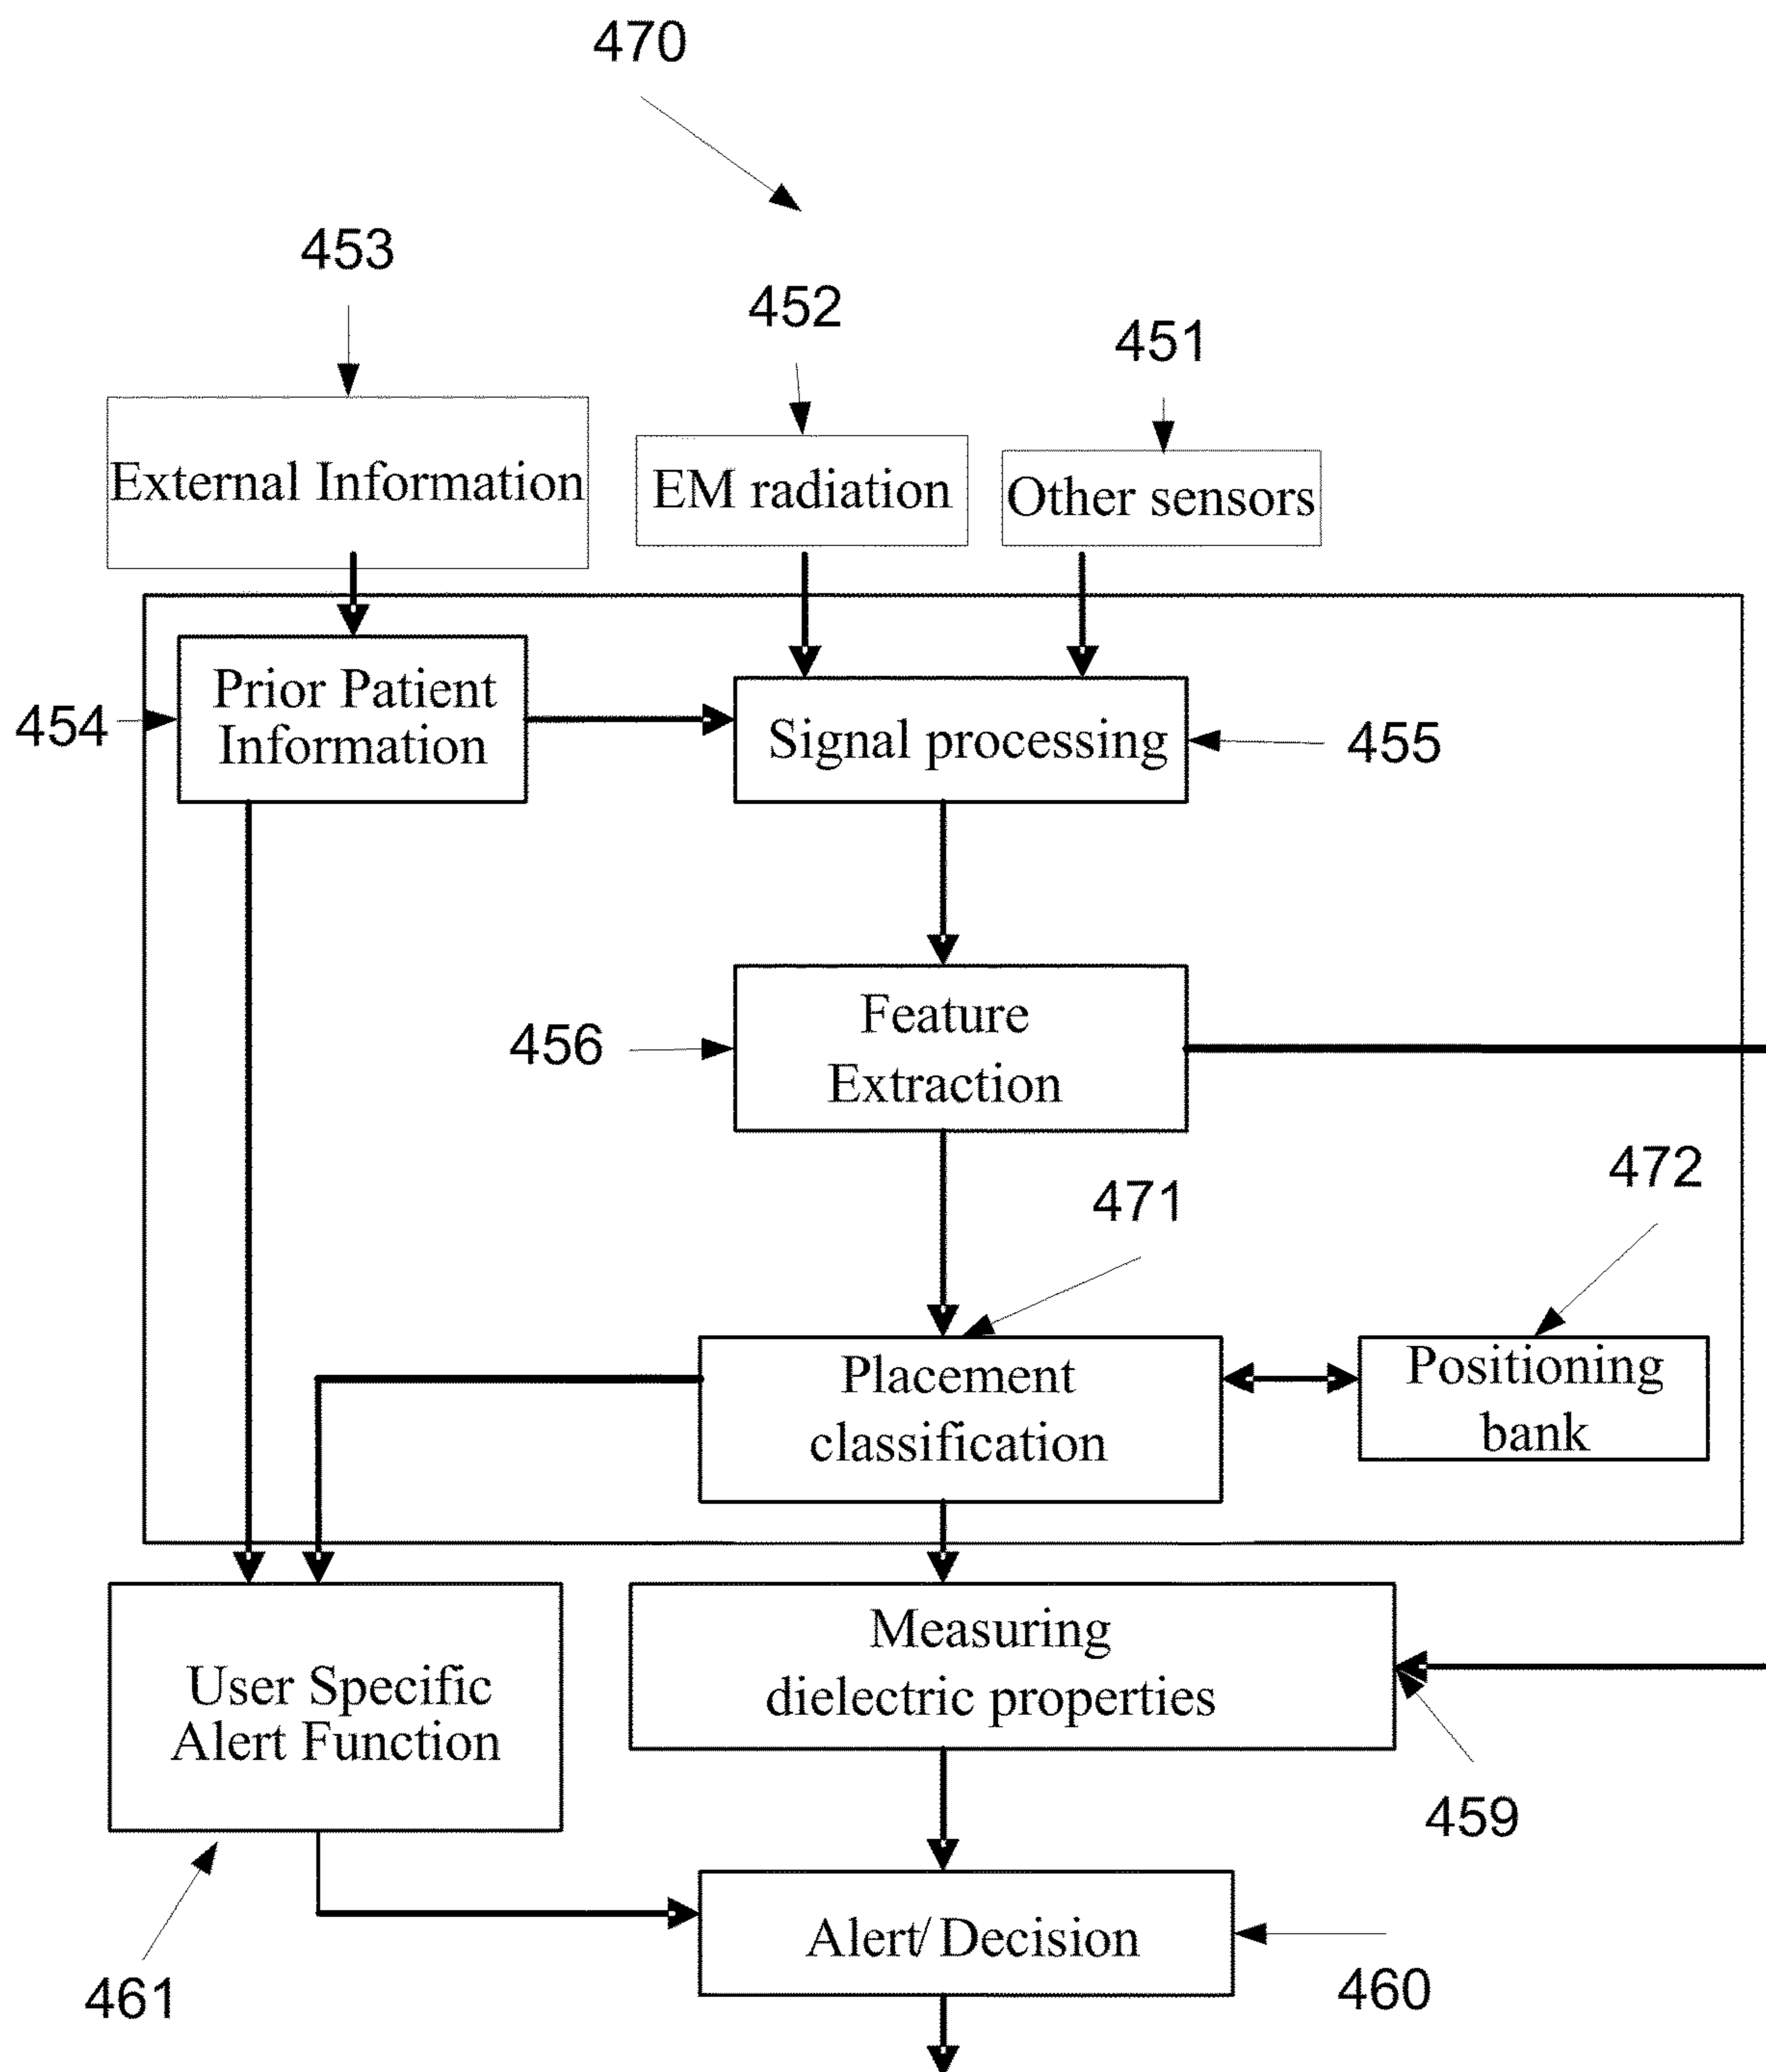 470
453
452
451
External Information
EM radiation
Other sensors
454
Prior Patient
Information
Signal processing
455
456
Feature
Extraction
471
472
Placement
classification
Positioning
bank
User Specific
Alert Function
Measuring
dielectric properties
459
461
Alert/ Decision
460